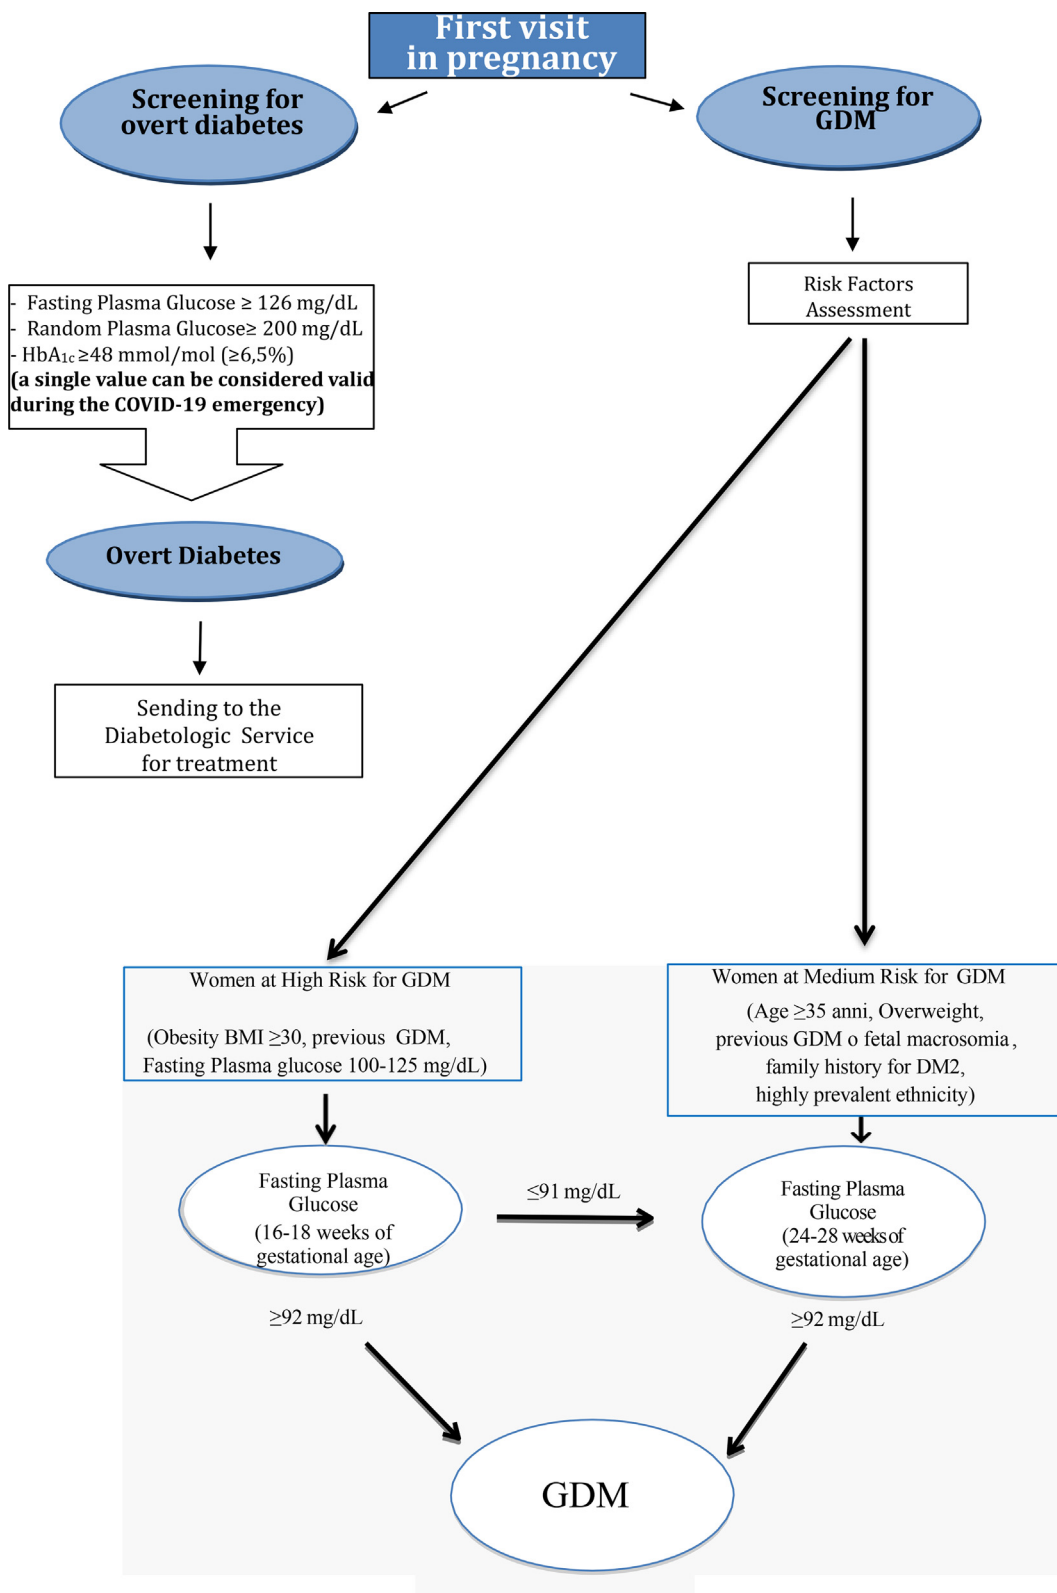 First visit
in pregnancy
Screening for
overt diabetes
Screening for
GDM
- Fasting Plasma Glucose ≥ 126 mg/dL
- Random Plasma Glucose≥ 200 mg/dL
- HbA1c ≥48 mmol/mol (≥6,5%)
(a single value can be considered valid
during the COVID-19 emergency)
Risk Factors
Assessment
Overt Diabetes
Sending to the
Diabetologic Service
for treatment
Women at High Risk for GDM
(Obesity BMI ≥30, previous GDM,
Fasting Plasma glucose 100-125 mg/dL)
Women at Medium Risk for GDM
(Age ≥35 anni, Overweight,
previous GDM o fetal macrosomia,
family history for DM2,
highly prevalent ethnicity)
Fasting Plasma
Glucose
(16-18 weeks of
gestational age)
≤91 mg/dL
Fasting Plasma
Glucose
(24-28 weeks of
gestational age)
≥92 mg/dL
≥92 mg/dL
GDM